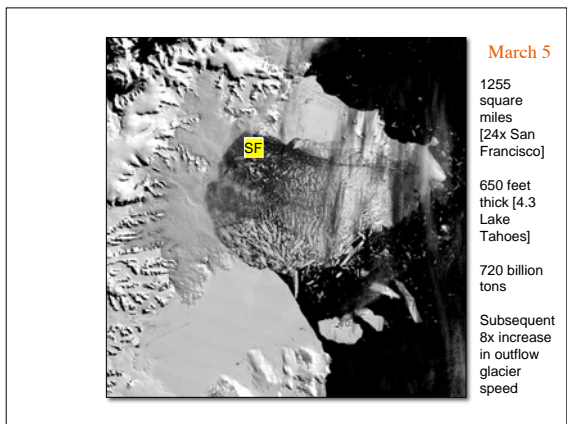 March 5
SF
1255
square
miles
[24x San
Francisco]
650 feet
thick [4.3
Lake
Tahoes]
720 billion
tons
Subsequent
8x increase
in outflow
glacier
speed